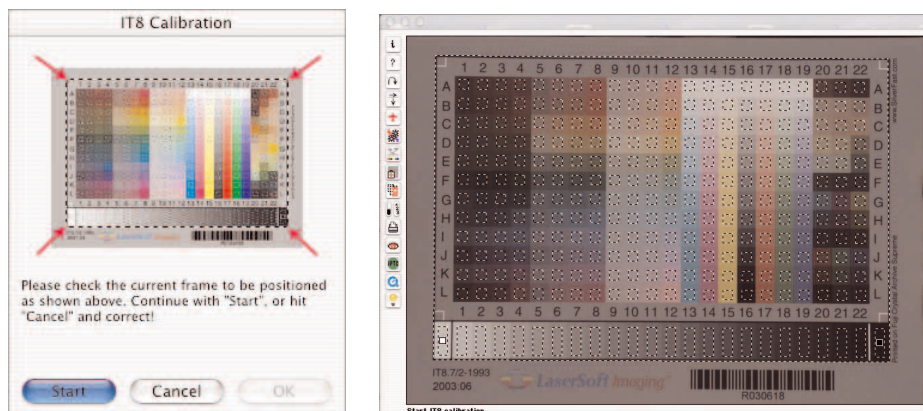 IT8 Calibration
Please check the current frame to be positioned
as shown above. Continue with "Start", or hit
"Cancel" and correct!
Start
Cancel
OK
1 2 3 4 5 6 7 8 9 10 11 12 13 14 15 16 17 18 19 20 21 22
A A
B B
C C
D D
E E
F F
G G
H H
I I
J J
K K
L L
1 2 3 4 5 6 7 8 9 10 11 12 13 14 15 16 17 18 19 20 21 22
IT8.7/2-1993
2003:06
LaserSoft Imaging
R030618
Start IT8 calibration